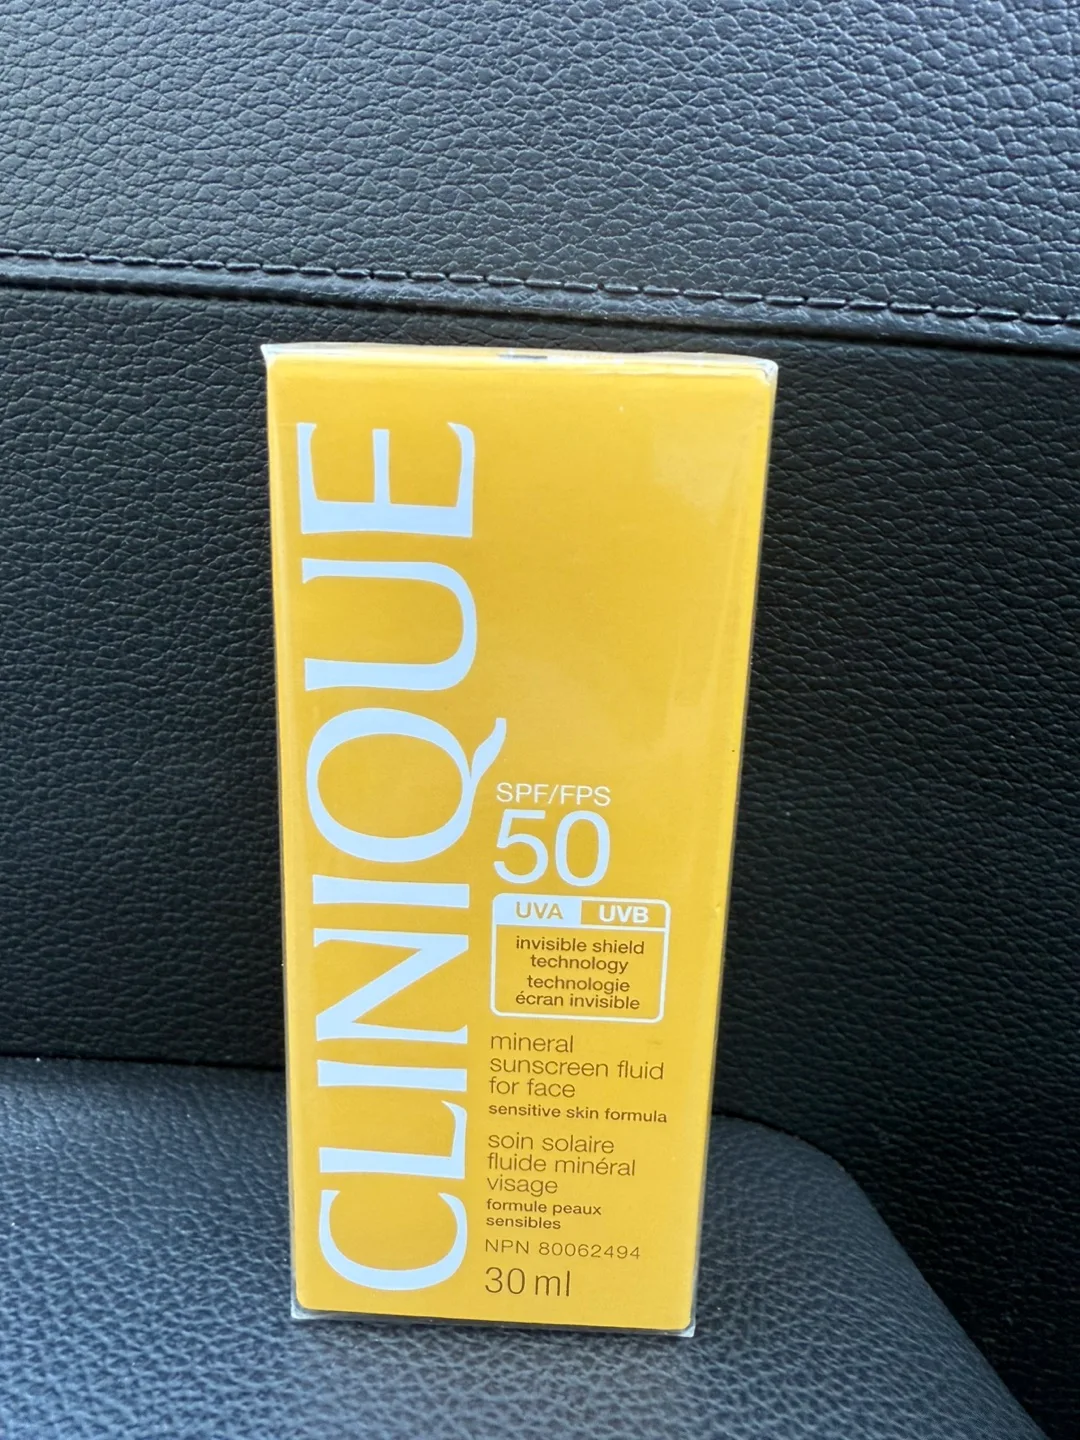 CLINIQUE
SPF/FPS
50
UVA UVB
invisible shield
technology
technologie
écran invisible
mineral
sunscreen fluid
for face
sensitive skin formula
soin solaire
fluide minéral
visage
formule peaux
sensibles
NPN 80062494
30 ml